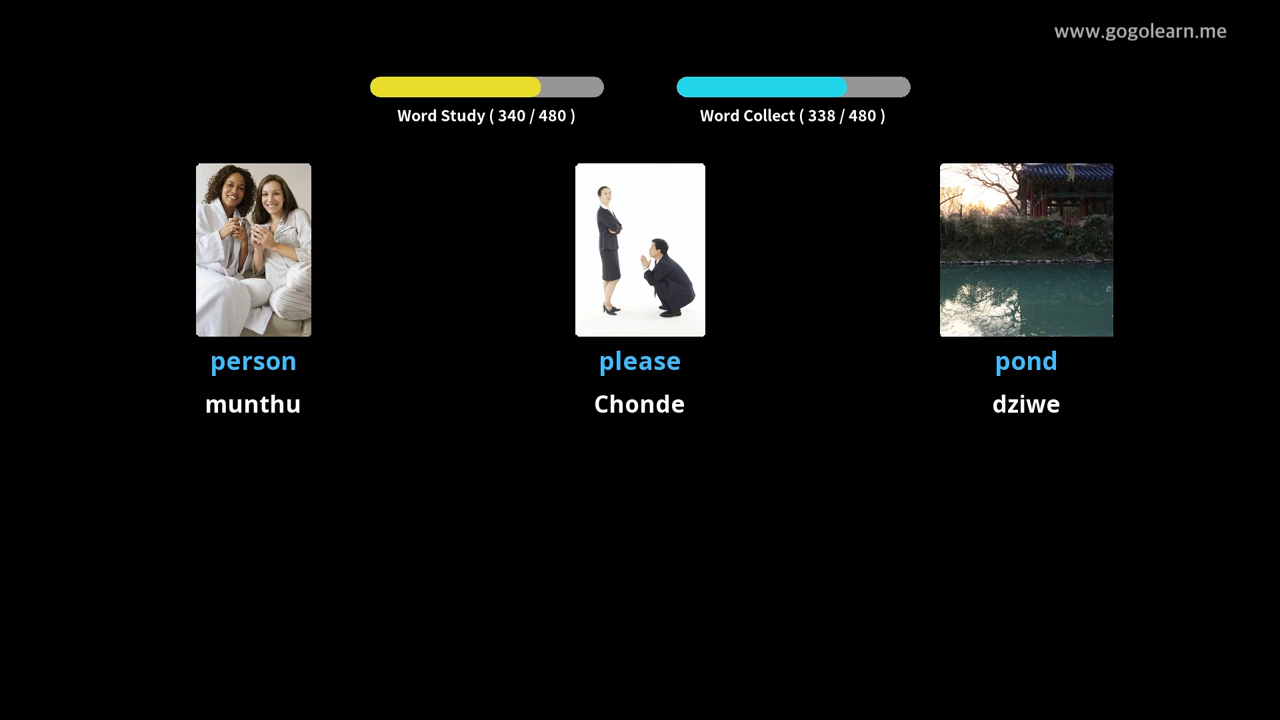 www.gogolearn.me
Word Study ( 340 / 480 )
Word Collect ( 338 / 480 )
person
please
pond
munthu
Chonde
dziwe